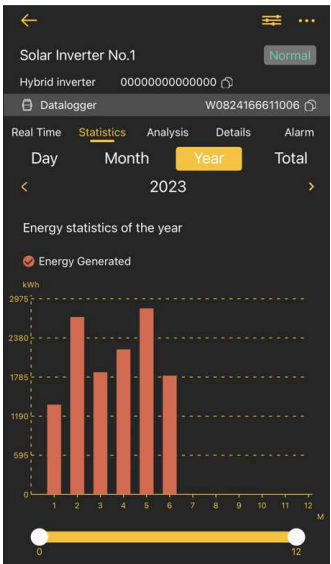 Solar Inverter No.1 Normal
Hybrid inverter 00000000000000
Datalogger W0824166611006
Real Time Statistics Analysis Details Alarm
Day Month Year Total
2023
Energy statistics of the year
Energy Generated
kWh
2975
2380
1785
1190
595
0
1 2 3 4 5 6 7 8 9 10 11 12
M
0 12